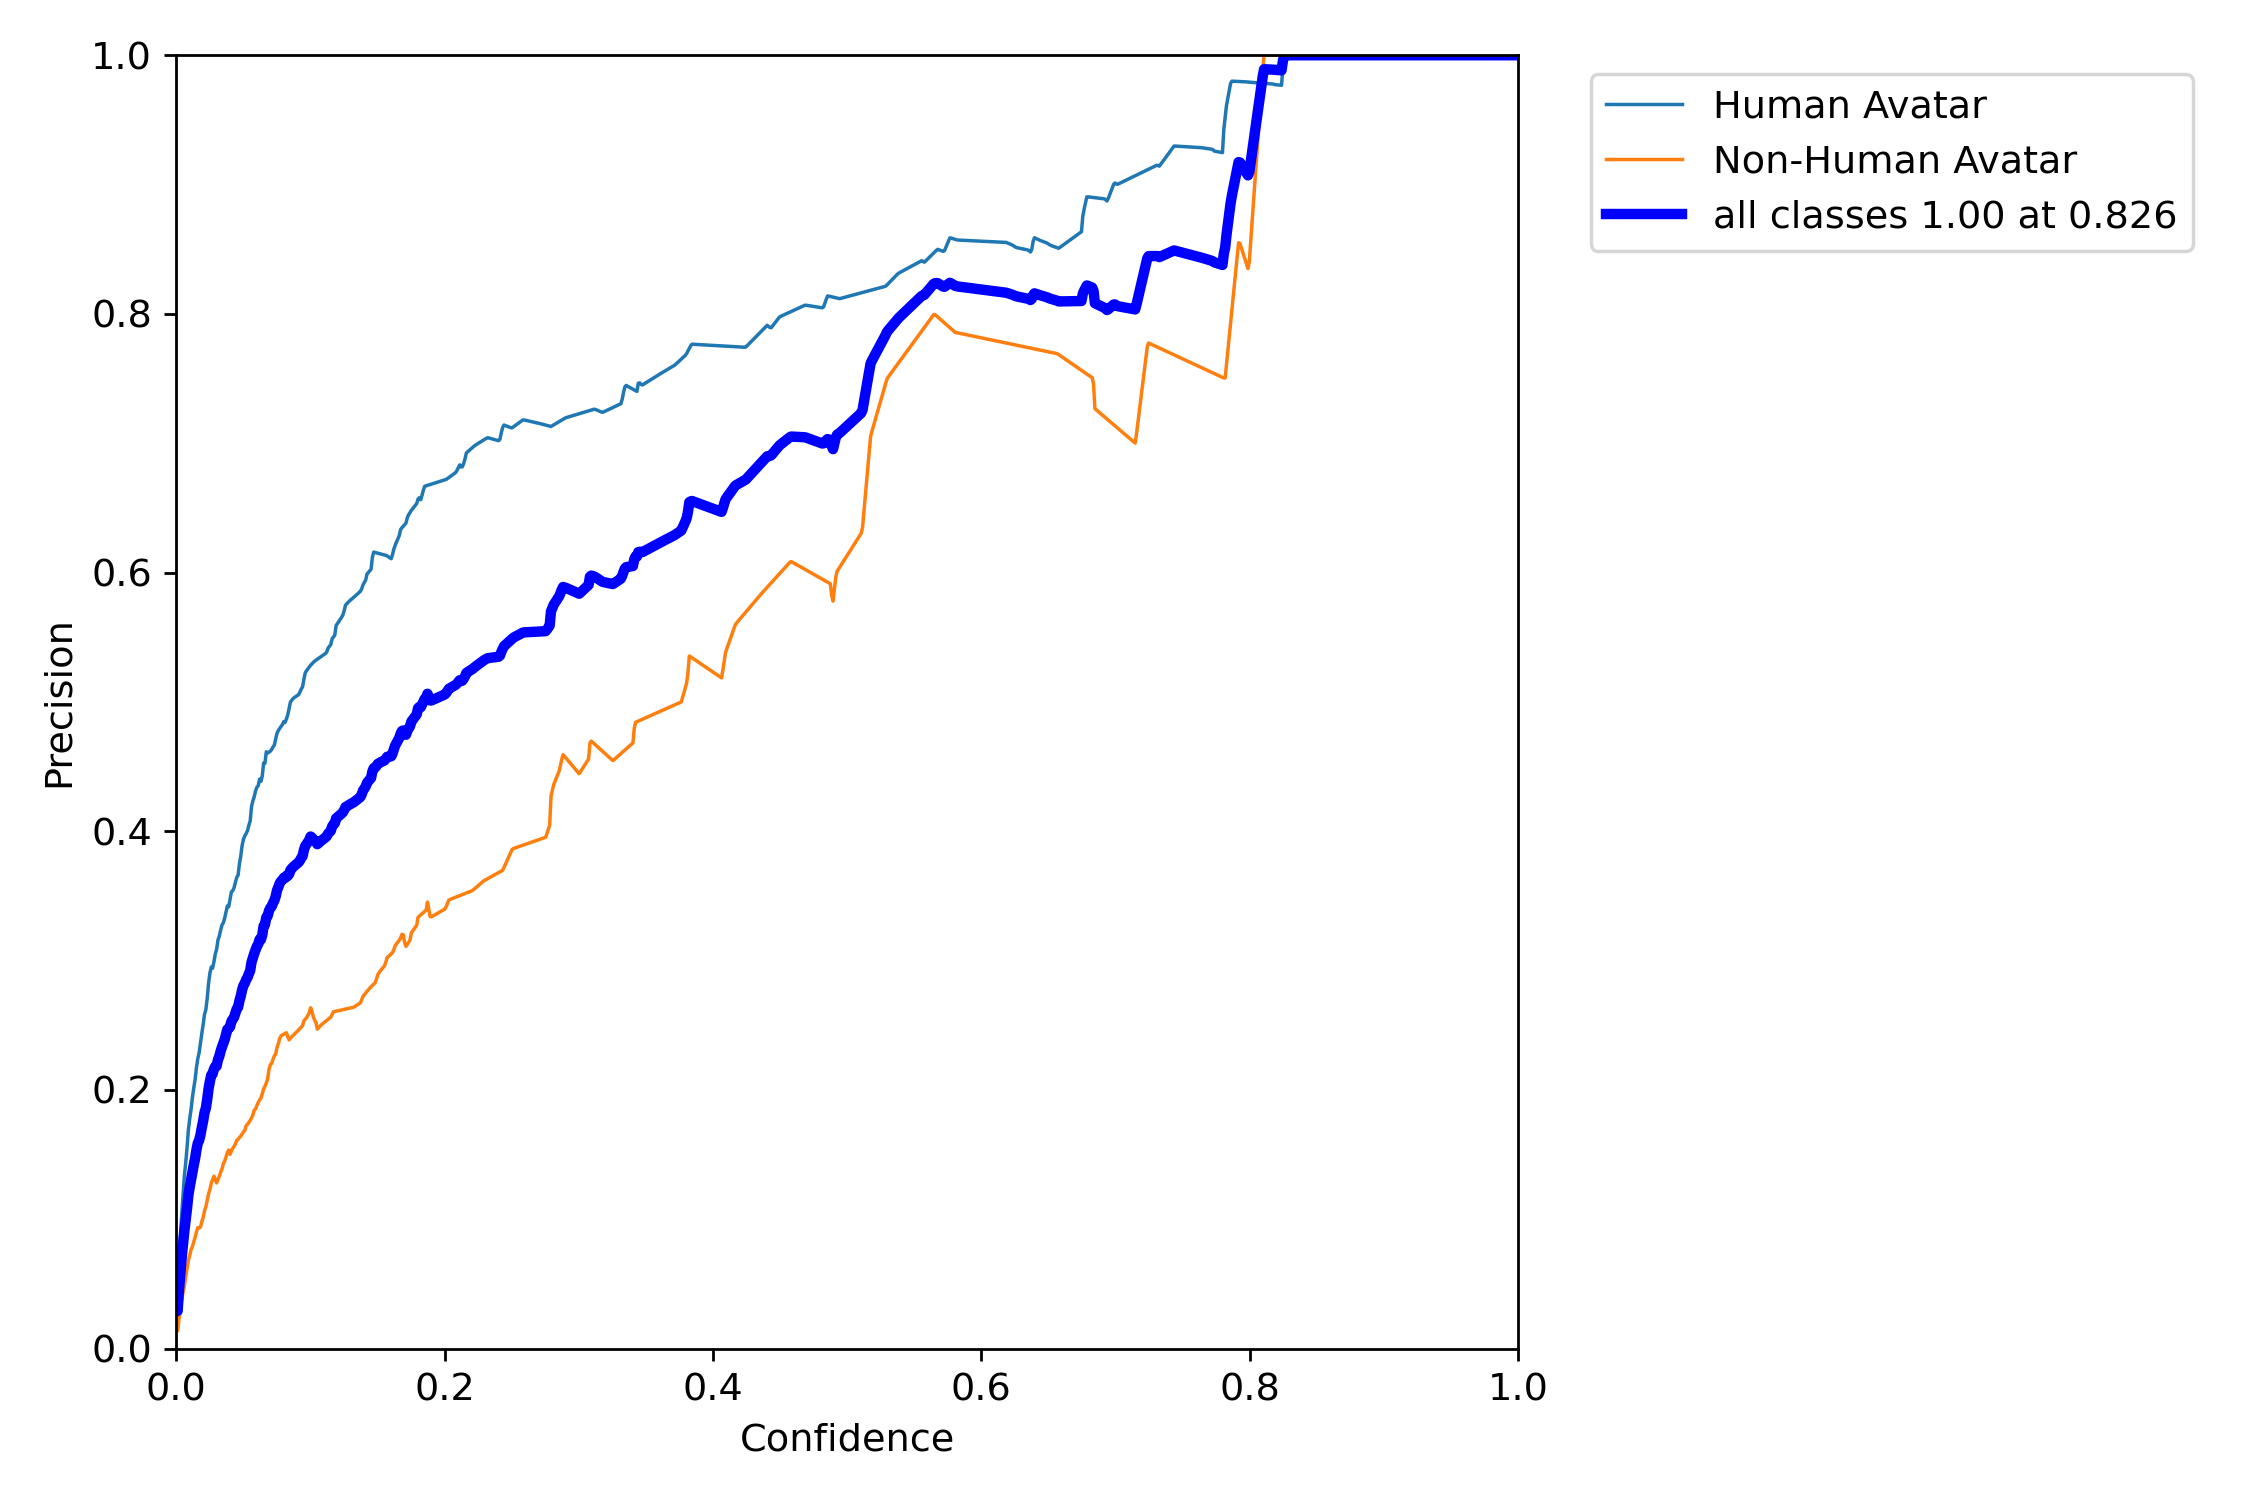 1.0
0.8
0.6
0.4
0.2
0.0
Precision
0.0 0.2 0.4 0.6 0.8 1.0
Confidence
Human Avatar
Non-Human Avatar
all classes 1.00 at 0.826